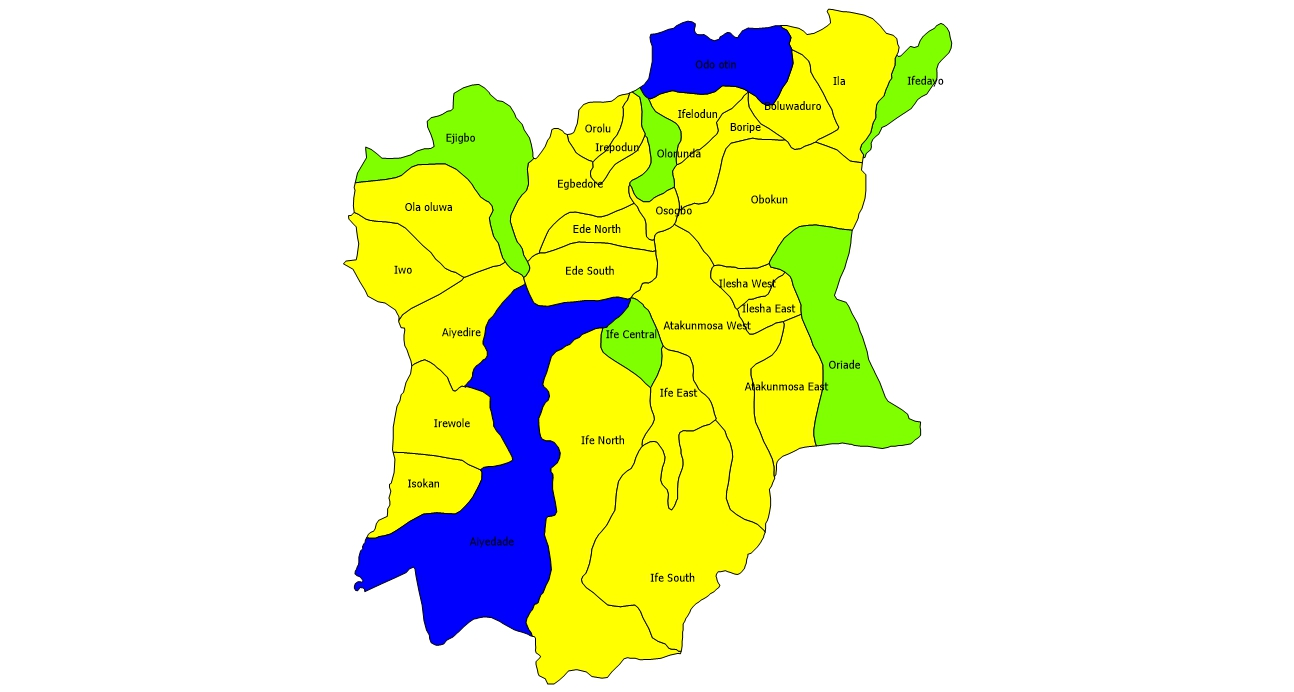 Odo otin
Ila
Ifedayo
Boluwaduro
Ifelodun
Boripe
Orolu
Irepodun
Ejigbo
Olorunda
Egbedore
Obokun
Ola oluwa
Osogbo
Ede North
Iwo
Ede South
Ilesha West
Ilesha East
Atakunmosa West
Aiyedire
Ife Central
Oriade
Atakunmosa East
Ife East
Irewole
Ife North
Isokan
Aiyedade
Ife South